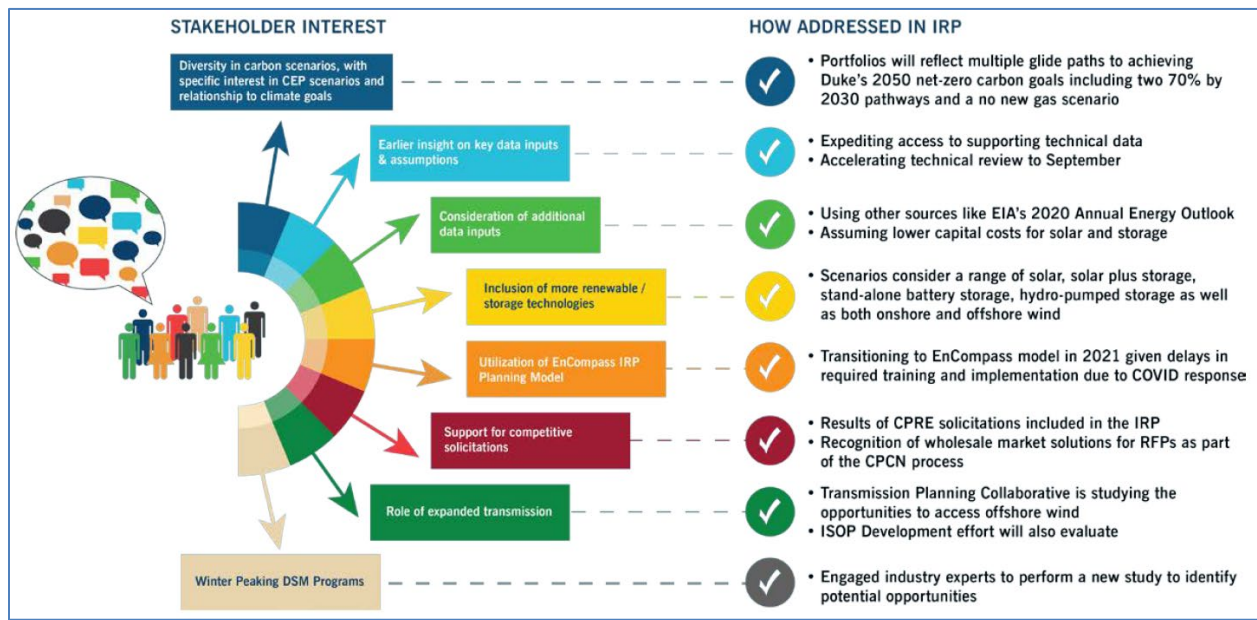 STAKEHOLDER INTEREST
HOW ADDRESSED IN IRP
Diversity in carbon scenarios, with
specific interest in CEP scenarios and
relationship to climate goals
• Portfolios will reflect multiple glide paths to achieving
Duke's 2050 net-zero carbon goals including two 70% by
2030 pathways and a no new gas scenario
Earlier insight on key data inputs
& assumptions
• Expediting access to supporting technical data
• Accelerating technical review to September
Consideration of additional
data inputs
• Using other sources like EIA's 2020 Annual Energy Outlook
• Assuming lower capital costs for solar and storage
Inclusion of more renewable /
storage technologies
• Scenarios consider a range of solar, solar plus storage,
stand-alone battery storage, hydro-pumped storage as well
as both onshore and offshore wind
Utilization of EnCompass IRP
Planning Model
• Transitioning to EnCompass model in 2021 given delays in
required training and implementation due to COVID response
Support for competitive
solicitations
• Results of CPRE solicitations included in the IRP
• Recognition of wholesale market solutions for RFPs as part
of the CPCN process
Role of expanded transmission
• Transmission Planning Collaborative is studying the
opportunities to access offshore wind
• ISOP Development effort will also evaluate
Winter Peaking DSM Programs
• Engaged industry experts to perform a new study to identify
potential opportunities